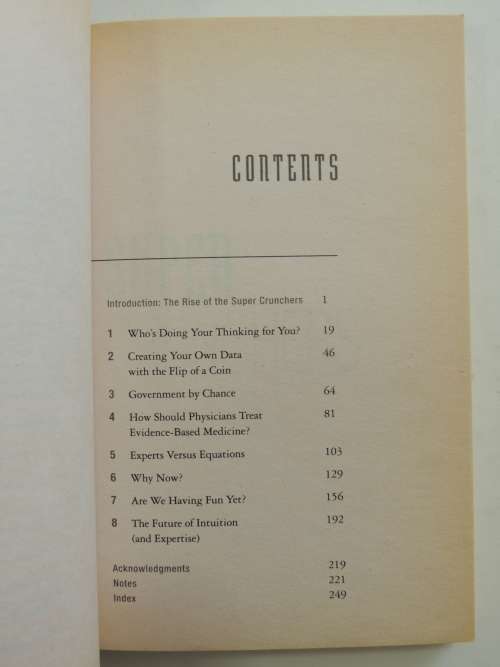 CONTENTS
Introduction: The Rise of the Super Crunchers 1
1 Who's Doing Your Thinking for You? 19
2 Creating Your Own Data 46
with the Flip of a Coin
3 Government by Chance 64
4 How Should Physicians Treat 81
Evidence-Based Medicine?
5 Experts Versus Equations 103
6 Why Now? 129
7 Are We Having Fun Yet? 156
8 The Future of Intuition 192
(and Expertise)
Acknowledgments 219
Notes 221
Index 249